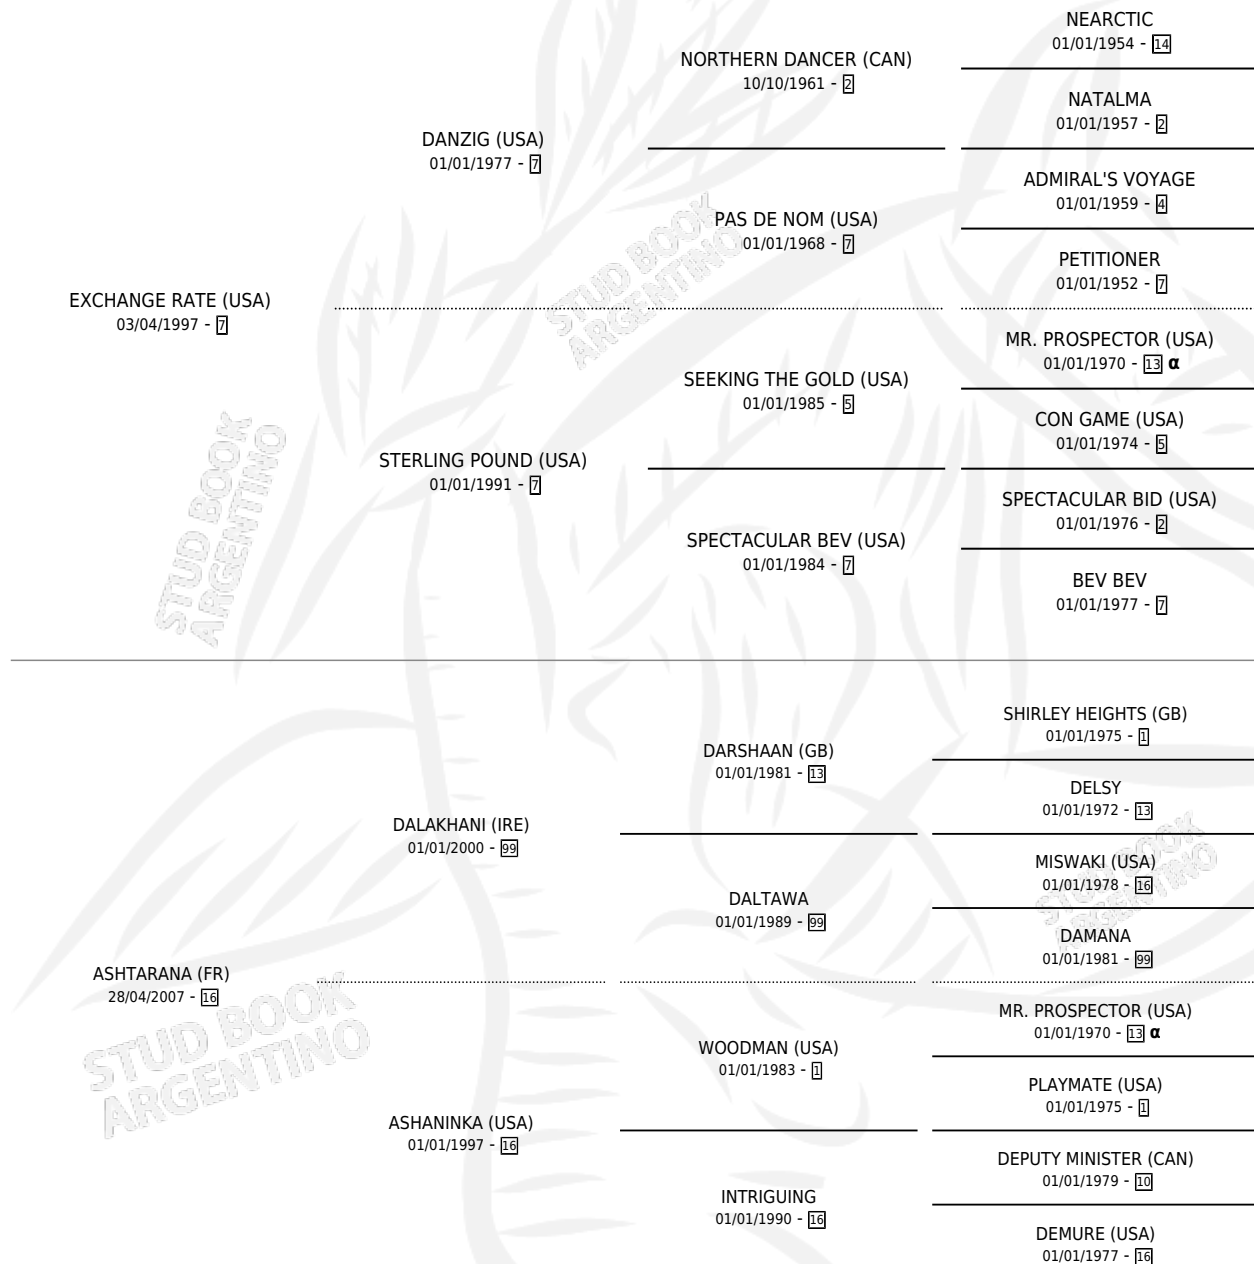 NEARCTIC
01/01/1954 - 14
NORTHERN DANCER (CAN)
10/10/1961 - 2
NATALMA
01/01/1957 - 2
DANZIG (USA)
01/01/1977 - 7
ADMIRAL'S VOYAGE
01/01/1959 - 4
PAS DE NOM (USA)
01/01/1968 - 7
PETITIONER
01/01/1952 - 7
EXCHANGE RATE (USA)
03/04/1997 - 7
STUD BOOK
ARGENTINO
MR. PROSPECTOR (USA)
01/01/1970 - 13 α
SEEKING THE GOLD (USA)
01/01/1985 - 5
CON GAME (USA)
01/01/1974 - 5
STERLING POUND (USA)
01/01/1991 - 7
SPECTACULAR BID (USA)
01/01/1976 - 2
SPECTACULAR BEV (USA)
01/01/1984 - 7
BEV BEV
01/01/1977 - 7
STUD BOOK
ARGENTINO
SHIRLEY HEIGHTS (GB)
01/01/1975 - 1
DARSHAAN (GB)
01/01/1981 - 13
DELSY
01/01/1972 - 13
DALAKHANI (IRE)
01/01/2000 - 99
MISWAKI (USA)
01/01/1978 - 16
DALTAWA
01/01/1989 - 99
STUD BOOK
ARGENTINO
DAMANA
01/01/1981 - 99
ASHTARANA (FR)
28/04/2007 - 16
STUD BOOK
ARGENTINO
MR. PROSPECTOR (USA)
01/01/1970 - 13 α
WOODMAN (USA)
01/01/1983 - 1
PLAYMATE (USA)
01/01/1975 - 1
ASHANINKA (USA)
01/01/1997 - 16
DEPUTY MINISTER (CAN)
01/01/1979 - 10
INTRIGUING
01/01/1990 - 16
DEMURE (USA)
01/01/1977 - 16